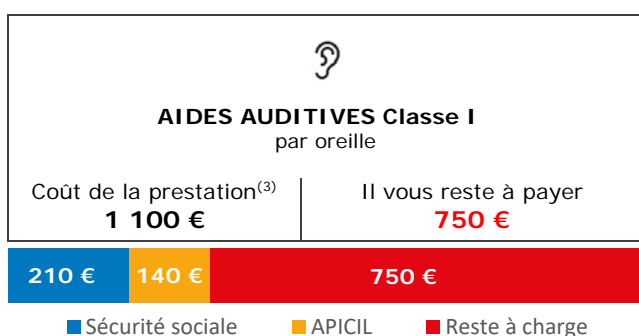 AIDES AUDITIVES Classe I
par oreille
Coût de la prestation(3)
1 100 €
Il vous reste à payer
750 €
210 € 140 € 750 €
Sécurité sociale APICIL Reste à charge